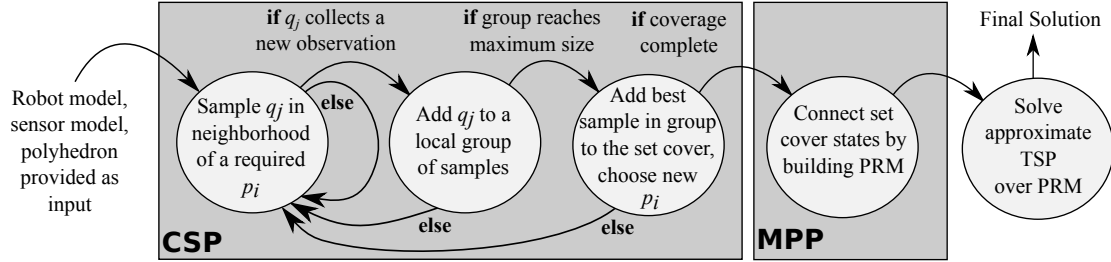 Robot model,
sensor model,
polyhedron
provided as
input
if qj collects a
new observation
if group reaches
maximum size
if coverage
complete
Sample qj in
neighborhood
of a required
pi
else
Add qj to a
local group
of samples
else
Add best
sample in group
to the set cover,
choose new
pi
else
CSP
Connect set
cover states by
building PRM
MPP
Final Solution
Solve
approximate
TSP
over PRM